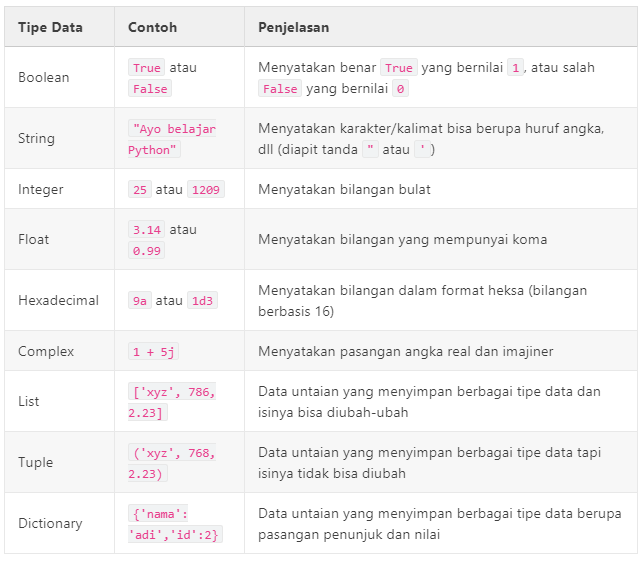 Tipe Data Contoh Penjelasan
Boolean
True atau
False
Menyatakan benar True yang bernilai 1 , atau salah
False yang bernilai 0
String
"Ayo belajar
Python"
Menyatakan karakter/kalimat bisa berupa huruf angka,
dll (diapit tanda " atau ' )
Integer 25 atau 1209 Menyatakan bilangan bulat
Float
3.14 atau
0.99
Menyatakan bilangan yang mempunyai koma
Hexadecimal 9a atau 1d3
Menyatakan bilangan dalam format heksa (bilangan
berbasis 16)
Complex 1 + 5j Menyatakan pasangan angka real dan imajiner
List
['xyz', 786,
2.23]
Data untaian yang menyimpan berbagai tipe data dan
isinya bisa diubah-ubah
Tuple
('xyz', 768,
2.23)
Data untaian yang menyimpan berbagai tipe data tapi
isinya tidak bisa diubah
Dictionary
{'nama':
'adi','id':2}
Data untaian yang menyimpan berbagai tipe data berupa
pasangan penunjuk dan nilai